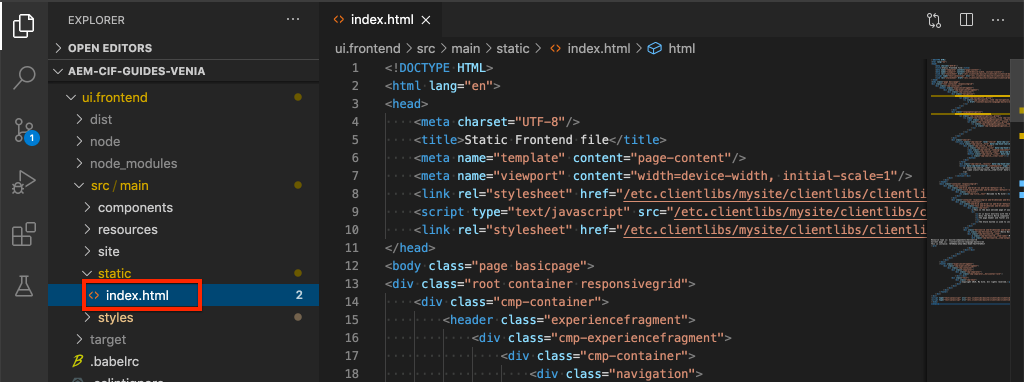 EXPLORER
OPEN EDITORS
AEM-CIF-GUIDES-VENIA
ui.frontend
dist
node
node_modules
src / main
components
resources
site
static
<> index.html 2
styles
target
.babelrc
.eslintignore
1
<> index.html ×
ui.frontend > src > main > static > <> index.html > html
1 <!DOCTYPE HTML>
2 <html lang="en">
3 <head>
4 <meta charset="UTF-8"/>
5 <title>Static Frontend file</title>
6 <meta name="template" content="page-content"/>
7 <meta name="viewport" content="width=device-width, initial-scale=1"/>
8 <link rel="stylesheet" href="/etc.clientlibs/mysite/clientlibs/clientli
9 <script type="text/javascript" src="/etc.clientlibs/mysite/clientlibs/c
10 <link rel="stylesheet" href="/etc.clientlibs/mysite/clientlibs/clientli
11 </head>
12 <body class="page basicpage">
13 <div class="root container responsivegrid">
14 <div class="cmp-container">
15 <header class="experiencefragment">
16 <div class="cmp-experiencefragment">
17 <div class="cmp-container">
18 <div class="navigation">